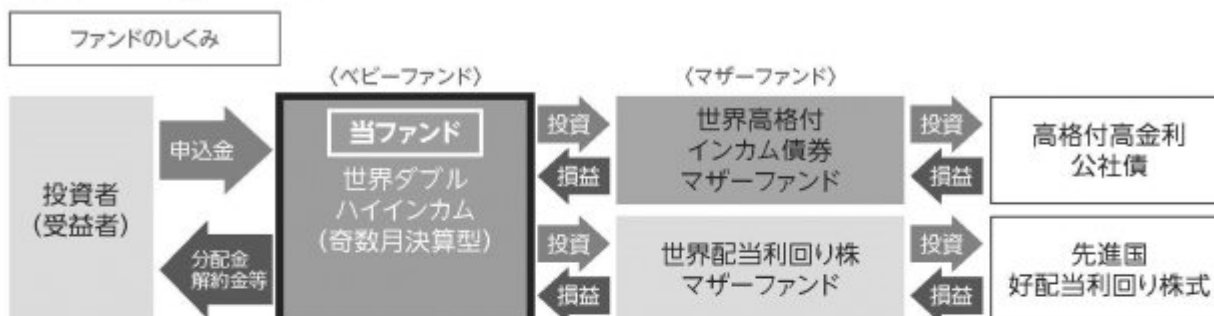 ファンドのしくみ
〈ベビーファンド〉
〈マザーファンド〉
投資者
(受益者)
申込金
分配金
解約金等
当ファンド
世界ダブル
ハイインカム
(奇数月決算型)
投資
損益
世界高格付
インカム債券
マザーファンド
投資
損益
高格付高金利
公社債
投資
損益
世界配当利回り株
マザーファンド
投資
損益
先進国
好配当利回り株式